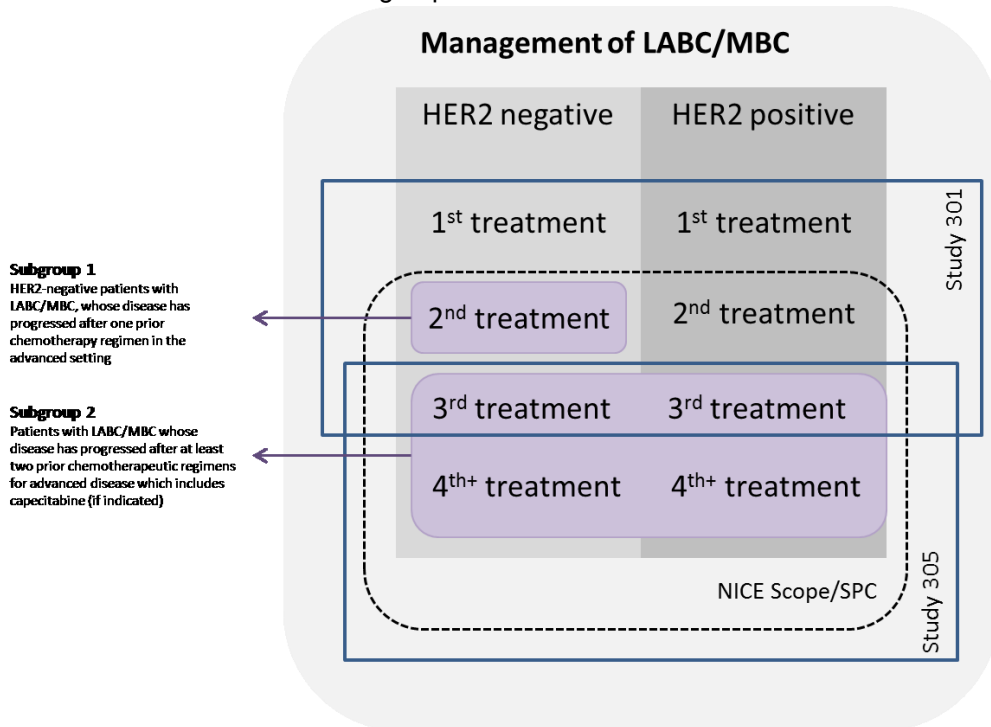 Management of LABC/MBC
HER2 negative HER2 positive
1st treatment 1st treatment
Study 301
Subgroup 1
HER2-negative patients with
LABC/MBC, whose disease has
progressed after one prior
chemotherapy regimen in the
advanced setting
2nd treatment 2nd treatment
Subgroup 2
Patients with LABC/MBC whose
disease has progressed after at least
two prior chemotherapeutic regimens
for advanced disease which includes
capecitabine (if indicated)
3rd treatment 3rd treatment
4th+ treatment 4th+ treatment
NICE Scope/SPC
Study 305